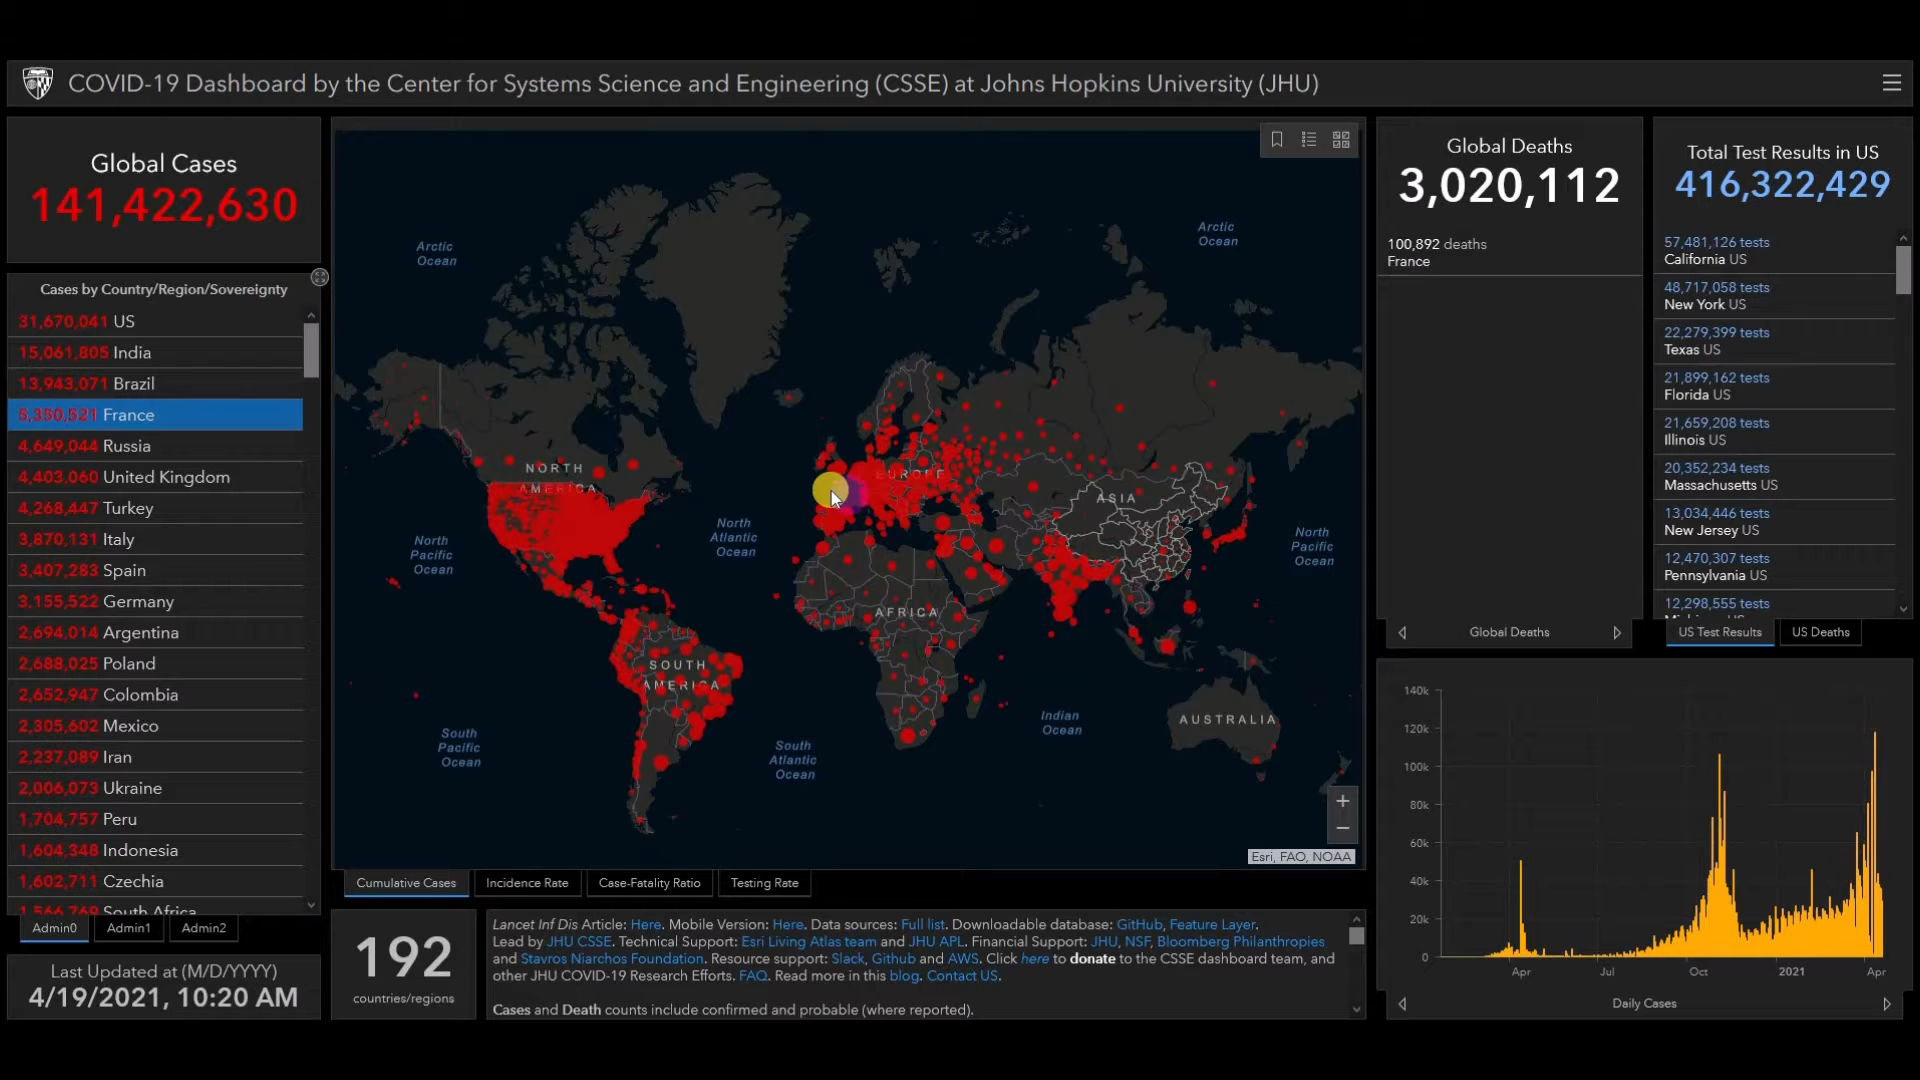 COVID-19 Dashboard by the Center for Systems Science and Engineering (CSSE) at Johns Hopkins University (JHU)
Global Cases
141,422,630
Cases by Country/Region/Sovereignty
31,670,041 US
15,061,805 India
13,943,071 Brazil
5,350,521 France
4,649,044 Russia
4,403,060 United Kingdom
4,268,447 Turkey
3,870,131 Italy
3,407,283 Spain
3,155,522 Germany
2,694,014 Argentina
2,688,025 Poland
2,652,947 Colombia
2,305,602 Mexico
2,237,089 Iran
2,006,073 Ukraine
1,704,757 Peru
1,604,348 Indonesia
1,602,711 Czechia
1,566,769 South Africa
Admin0
Admin1
Admin2
Last Updated at (M/D/YYYY)
4/19/2021, 10:20 AM
Arctic
Ocean
Arctic
Ocean
NORTH
AMERICA
EUROPE
ASIA
North
Pacific
Ocean
North
Atlantic
Ocean
North
Pacific
Ocean
AFRICA
SOUTH
AMERICA
AUSTRALIA
Indian
Ocean
South
Pacific
Ocean
South
Atlantic
Ocean
+
−
Esri, FAO, NOAA
Cumulative Cases
Incidence Rate
Case-Fatality Ratio
Testing Rate
192
countries/regions
Lancet Inf Dis Article: Here. Mobile Version: Here. Data sources: Full list. Downloadable database: GitHub, Feature Layer.
Lead by JHU CSSE. Technical Support: Esri Living Atlas team and JHU APL. Financial Support: JHU, NSF, Bloomberg Philanthropies
and Stavros Niarchos Foundation. Resource support: Slack, Github and AWS. Click here to donate to the CSSE dashboard team, and
other JHU COVID-19 Research Efforts. FAQ. Read more in this blog. Contact US.
Cases and Death counts include confirmed and probable (where reported).
Global Deaths
3,020,112
100,892 deaths
France
Global Deaths
Total Test Results in US
416,322,429
57,481,126 tests
California US
48,717,058 tests
New York US
22,279,399 tests
Texas US
21,899,162 tests
Florida US
21,659,208 tests
Illinois US
20,352,234 tests
Massachusetts US
13,034,446 tests
New Jersey US
12,470,307 tests
Pennsylvania US
12,298,555 tests
US Test Results
US Deaths
140k
120k
100k
80k
60k
40k
20k
0
Apr
Jul
Oct
2021
Apr
Daily Cases